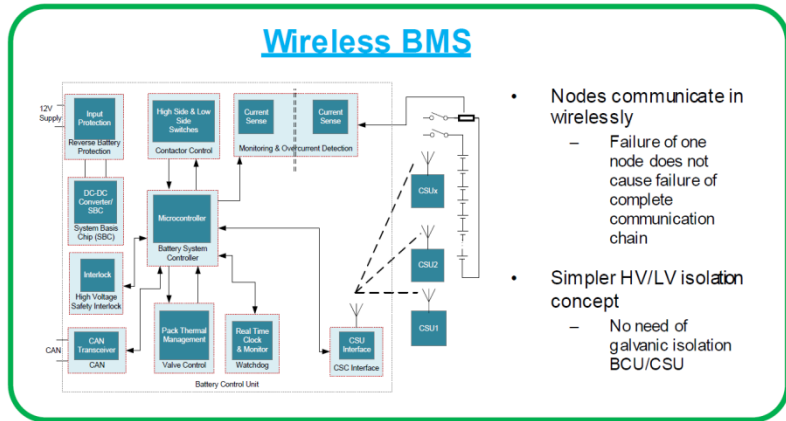 Wireless BMS
12V
Supply
Input
Protection
Reverse Battery
Protection
High Side & Low
Side
Switches
Contactor Control
Current
Sense
Current
Sense
Monitoring & Overcurrent Detection
DC-DC
Converter/
SBC
System Basis
Chip (SBC)
Microcontroller
Battery System
Controller
Interlock
High Voltage
Safety Interlock
CAN
CAN
Transceiver
CAN
Pack Thermal
Management
Valve Control
Real Time
Clock
& Monitor
Watchdog
CSU
Interface
CSC Interface
Battery Control Unit
CSUx
CSU2
CSU1
• Nodes communicate in
wirelessly
– Failure of one
node does not
cause failure of
complete
communication
chain
• Simpler HV/LV isolation
concept
– No need of
galvanic isolation
BCU/CSU